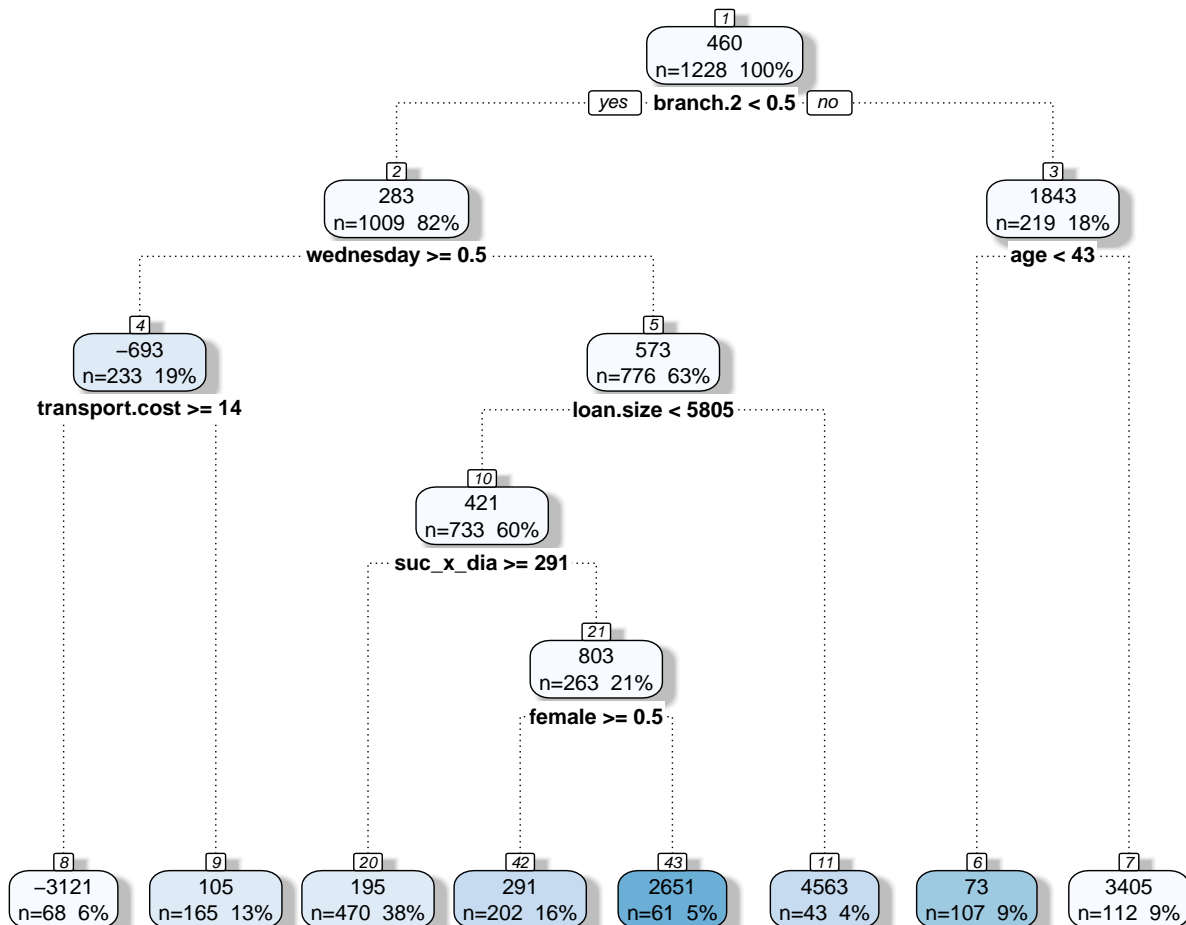 1
460
n=1228 100%
yes branch.2 < 0.5 no
2
283
n=1009 82%
wednesday >= 0.5
3
1843
n=219 18%
age < 43
4
−693
n=233 19%
transport.cost >= 14
5
573
n=776 63%
loan.size < 5805
10
421
n=733 60%
suc_x_dia >= 291
21
803
n=263 21%
female >= 0.5
8
−3121
n=68 6%
9
105
n=165 13%
20
195
n=470 38%
42
291
n=202 16%
43
2651
n=61 5%
11
4563
n=43 4%
6
73
n=107 9%
7
3405
n=112 9%